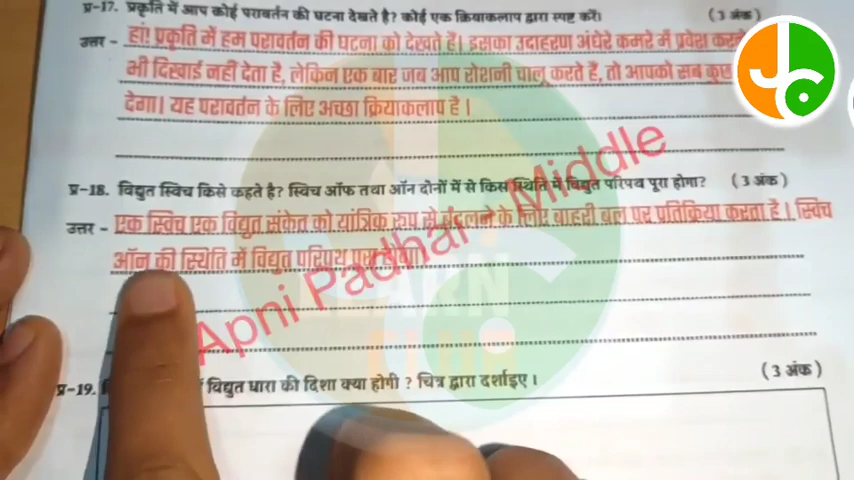 प्र-17. प्रकृति में आप कोई परावर्तन की घटना देखते है? कोई एक क्रियाकलाप द्वारा स्पष्ट करें। (3 अंक)
उत्तर - हां! प्रकृति में हम परावर्तन की घटना को देखते हैं। इसका उदाहरण अंधेरे कमरे में प्रवेश करते
भी दिखाई नहीं देता है, लेकिन एक बार जब आप रोशनी चालू करते हैं, तो आपको सब कुछ
देगा। यह परावर्तन के लिए अच्छा क्रियाकलाप है।
प्र-18. विद्युत स्विच किसे कहते है? स्विच ऑफ तथा ऑन दोनों में से किस स्थिति में विद्युत परिपथ पूरा होगा? (3 अंक)
उत्तर - एक स्विच एक विद्युत संकेत को यांत्रिक रूप से बदलने के लिए बाहरी बल पर प्रतिक्रिया करता है। स्विच
ऑन की स्थिति में विद्युत परिपथ पूरा होगा।
Apni Padhai Middle
LEARN
प्र-19. विद्युत धारा की दिशा क्या होगी ? चित्र द्वारा दर्शाइए। (3 अंक)